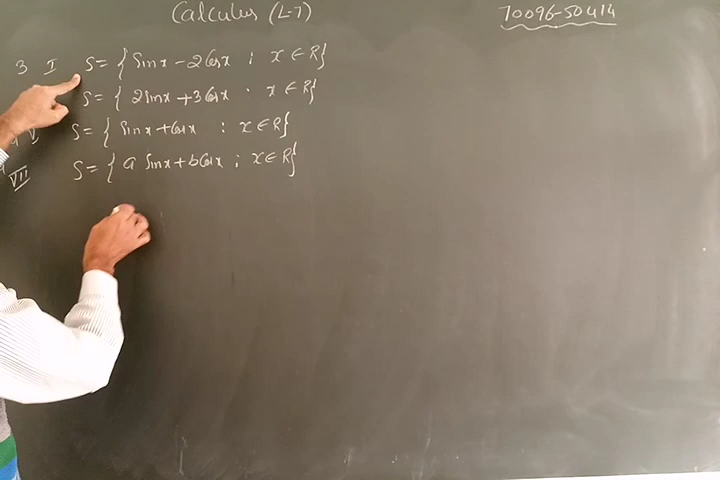 Calculus (L-7)
70096-50414
3 I S = { Sinx - 2Cosx ; x ∈ R}
S = { 2sinx + 3Cosx . x ∈ R}
V, S = { Sinx + Cosx : x ∈ R}
VII S = { a Sinx + bCosx ; x ∈ R}